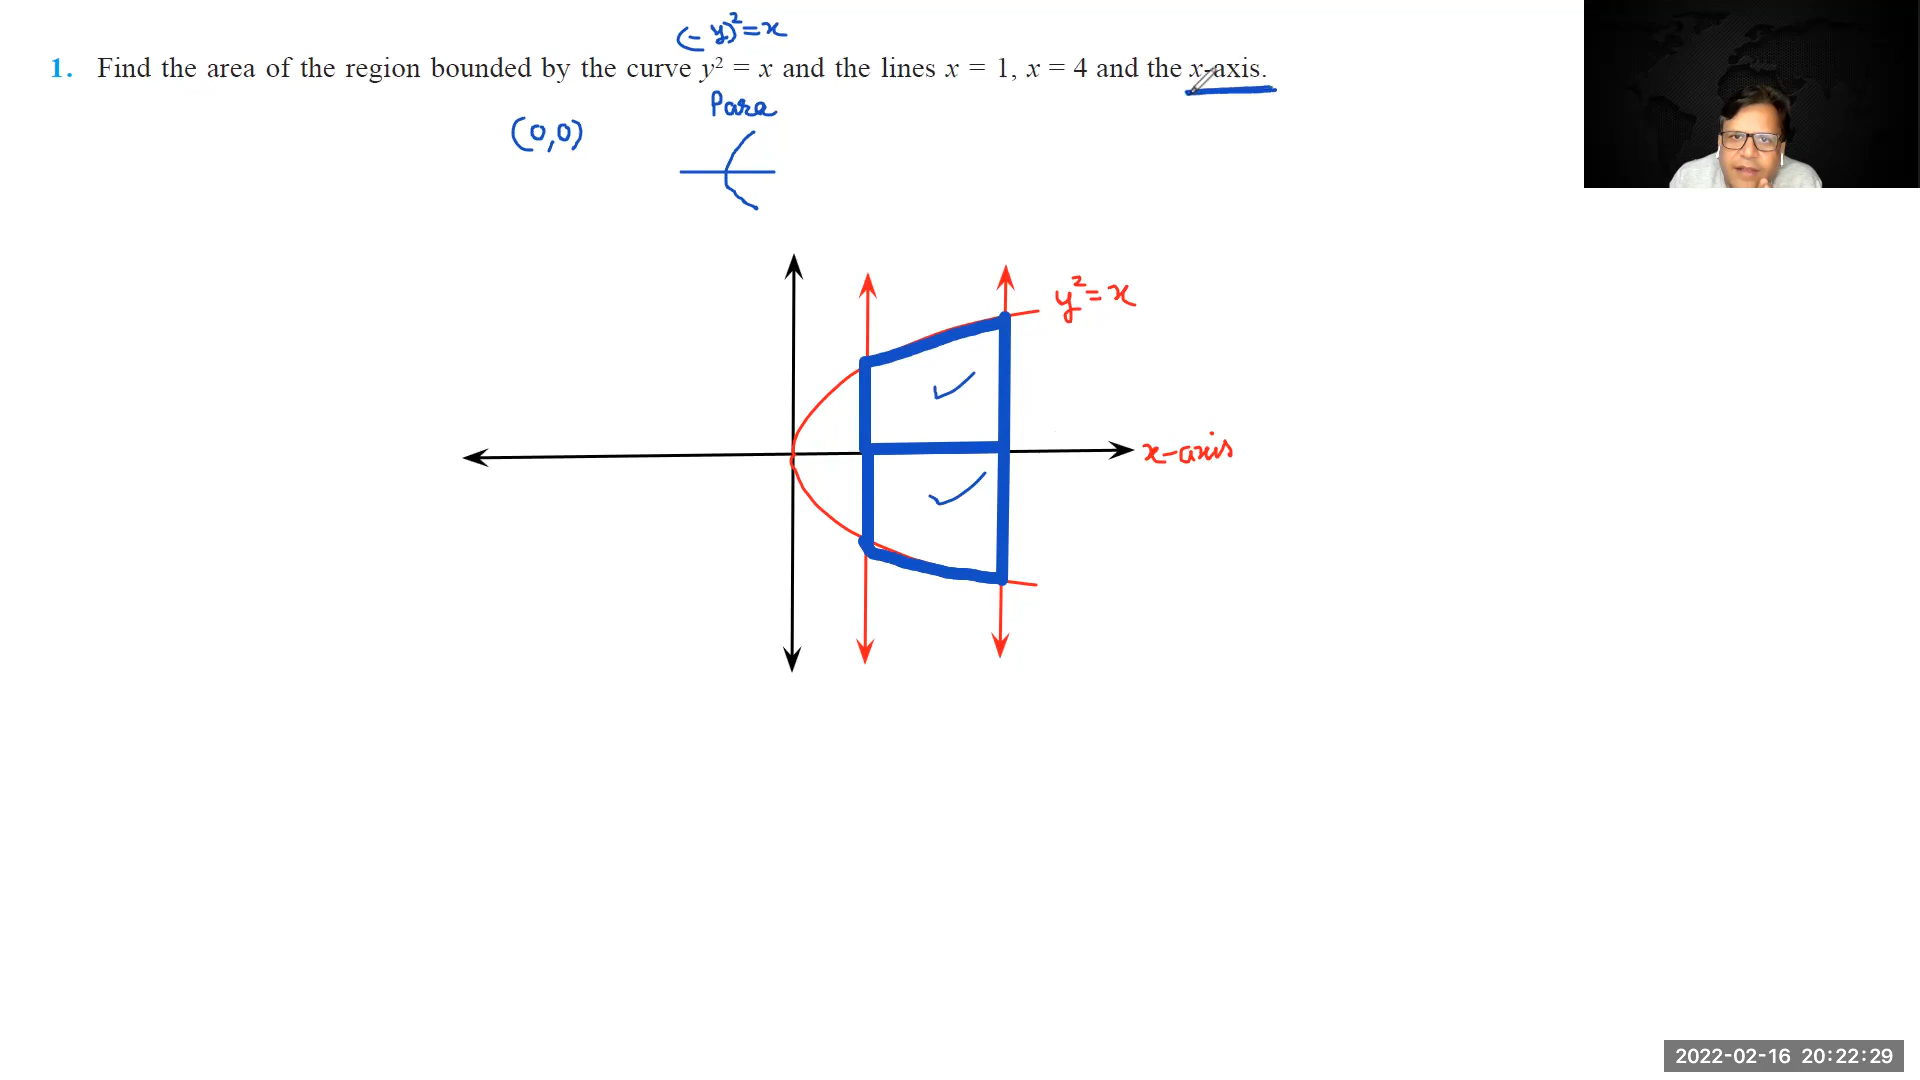 (-y)² = x
1. Find the area of the region bounded by the curve y² = x and the lines x = 1, x = 4 and the x-axis.
Para
(0,0)
y² = x
x-axis
2022-02-16 20:22:29